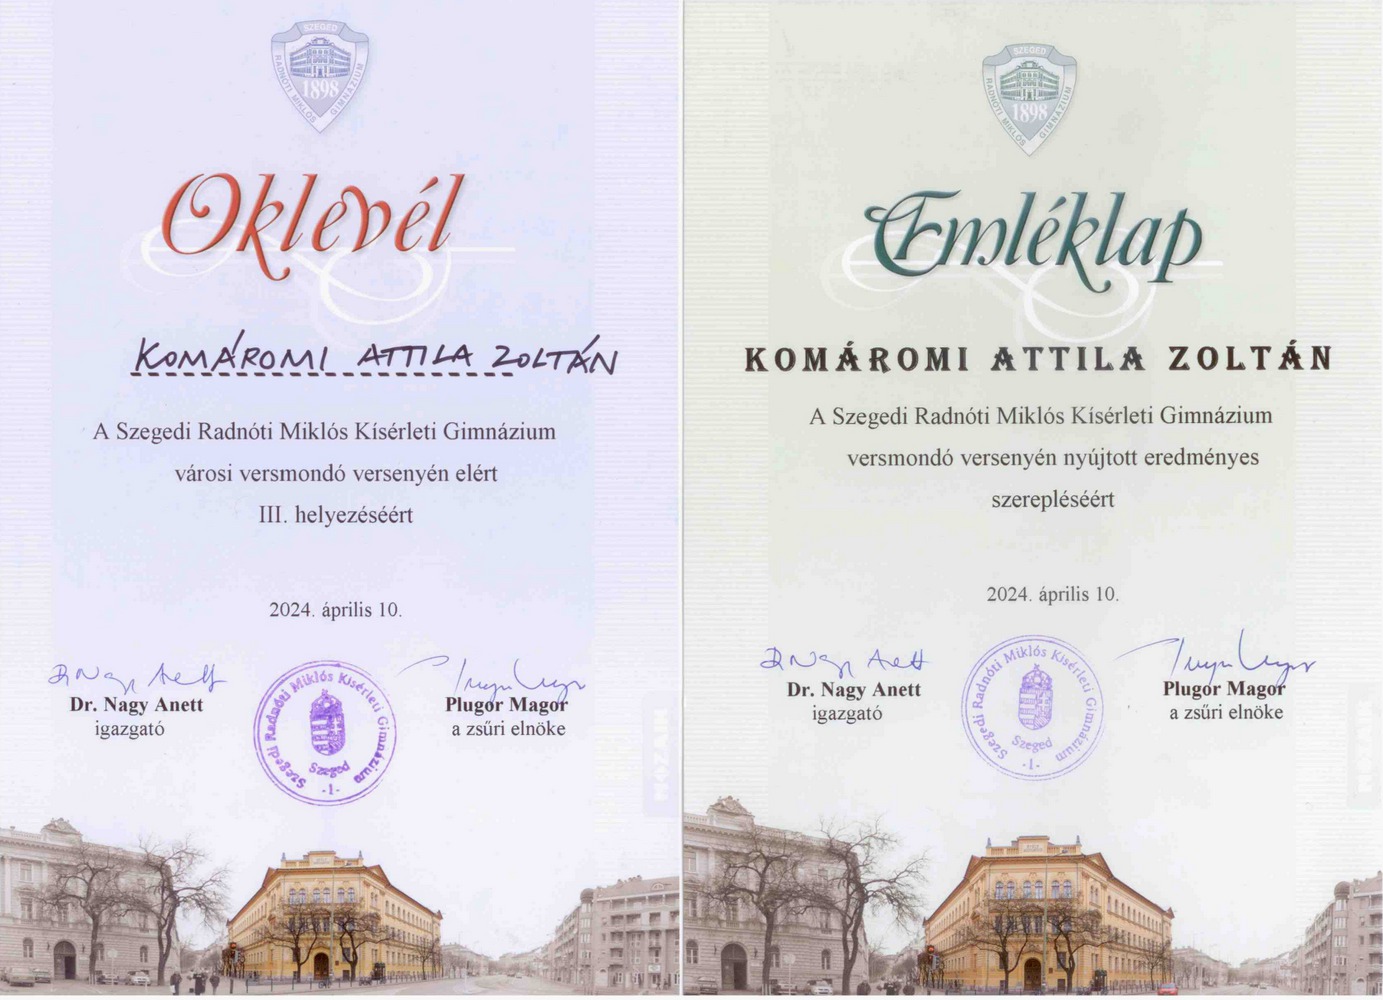 SZEGED
RADNÓTI MIKLÓS GIMNÁZIUM
1898
Oklevél
KOMÁROMI ATTILA ZOLTÁN
A Szegedi Radnóti Miklós Kísérleti Gimnázium
városi versmondó versenyén elért
III. helyezéséért
2024. április 10.
Dr. Nagy Anett
igazgató
Szegedi Radnóti Miklós Kísérleti Gimnázium
Szeged
-1-
Plugor Magor
a zsűri elnöke
MOZAIK
SZEGED
RADNÓTI MIKLÓS GIMNÁZIUM
1898
Emléklap
KOMÁROMI ATTILA ZOLTÁN
A Szegedi Radnóti Miklós Kísérleti Gimnázium
versmondó versenyén nyújtott eredményes
szerepléséért
2024. április 10.
Dr. Nagy Anett
igazgató
Szegedi Radnóti Miklós Kísérleti Gimnázium
Szeged
-1-
Plugor Magor
a zsűri elnöke
MOZAIK